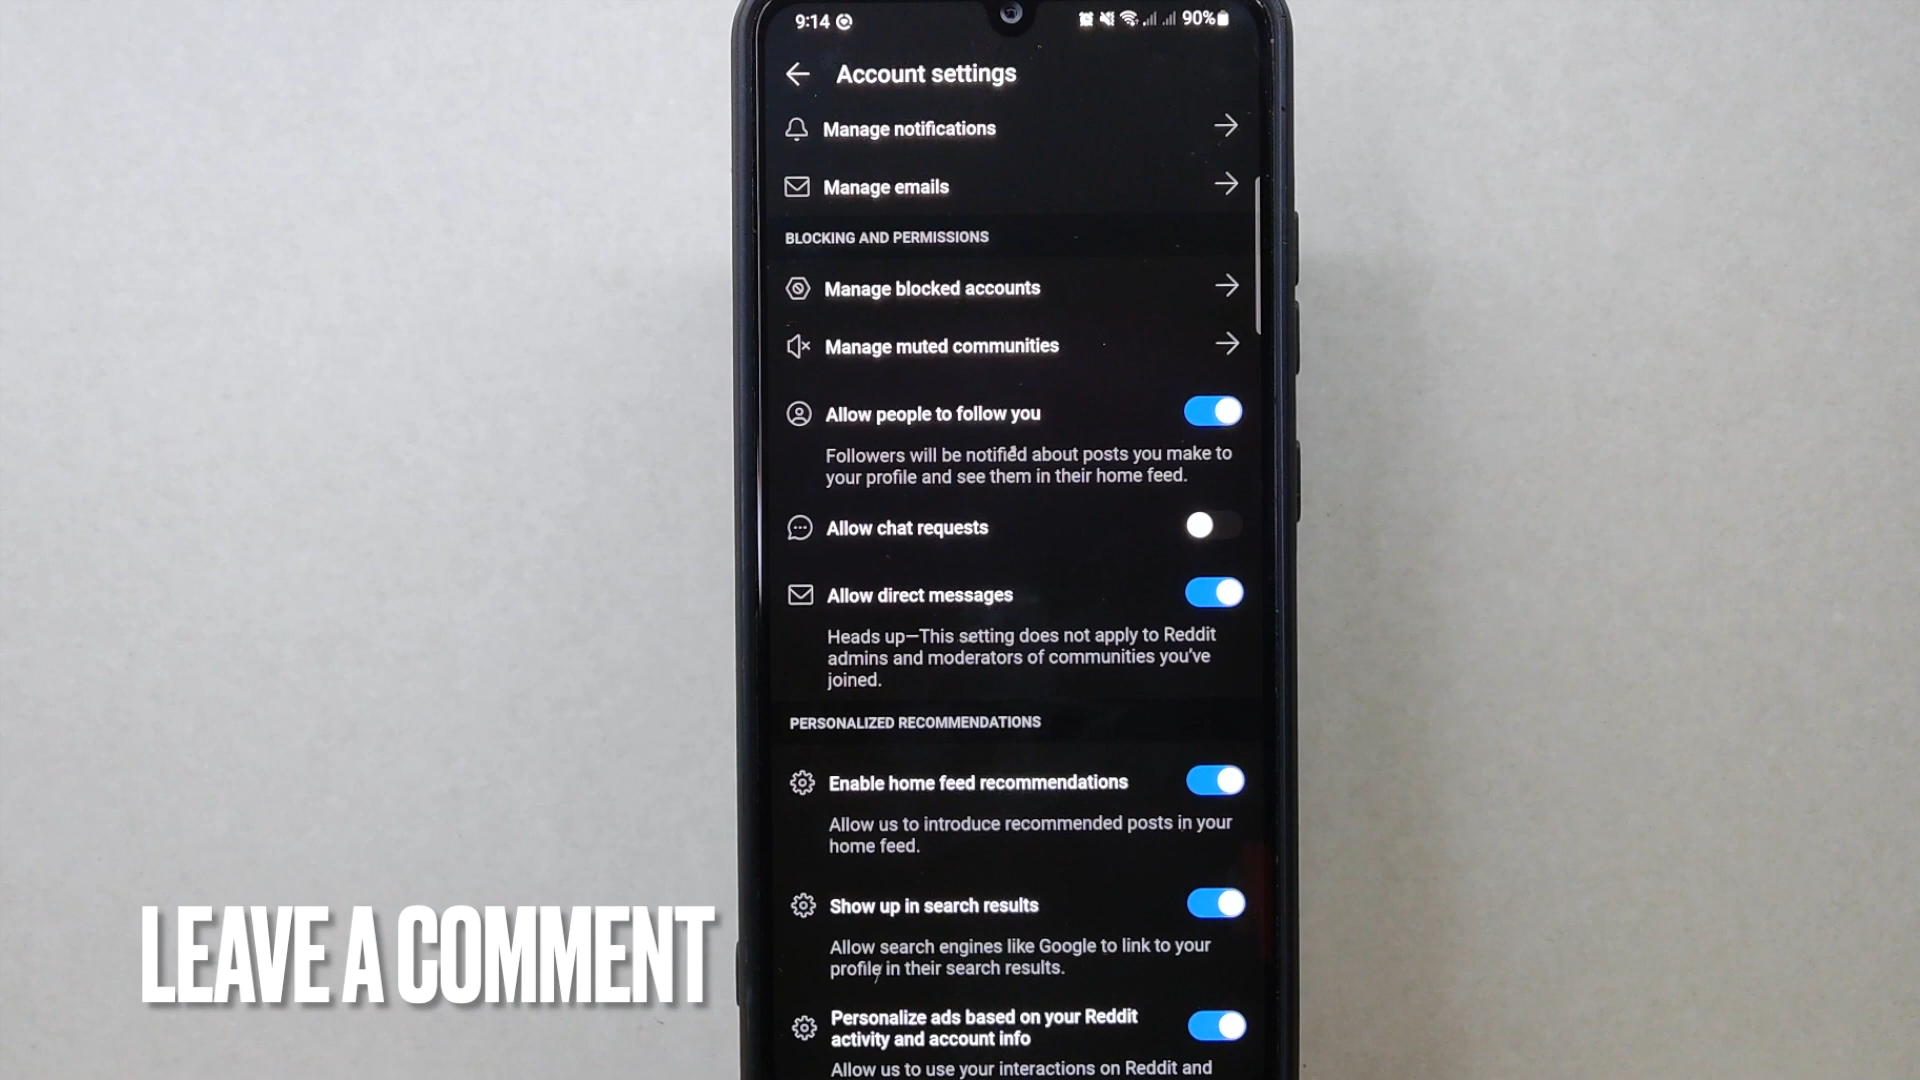 9:14
90%
Account settings
Manage notifications
Manage emails
BLOCKING AND PERMISSIONS
Manage blocked accounts
Manage muted communities
Allow people to follow you
Followers will be notified about posts you make to
your profile and see them in their home feed.
Allow chat requests
Allow direct messages
Heads up—This setting does not apply to Reddit
admins and moderators of communities you've
joined.
PERSONALIZED RECOMMENDATIONS
Enable home feed recommendations
Allow us to introduce recommended posts in your
home feed.
Show up in search results
Allow search engines like Google to link to your
profile in their search results.
Personalize ads based on your Reddit
activity and account info
Allow us to use your interactions on Reddit and
LEAVE A COMMENT